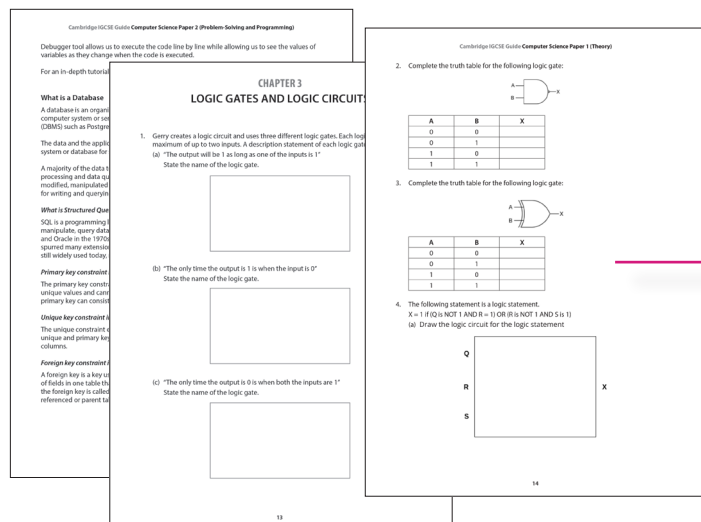 Cambridge IGCSE Guide Computer Science Paper 2 (Problem-Solving and Programming)
Debugger tool allows us to execute the code line by line while allowing us to see the values of
variables as they change when the code is executed.
For an in-depth tutorial
What is a Database
A database is an organi
computer system or ser
(DBMS) such as Postgre
The data and the applic
system or database for
A majority of the data t
processing and data qu
modified, manipulated
for writing and queryin
What is Structured Que
SQL is a programming l
manipulate, query data
and Oracle in the 1970s
spurred many extensio
still widely used today,
Primary key constraint
The primary key constr
unique values and cann
primary key can consist
Unique key constraint i
The unique constraint e
unique and primary key
columns.
Foreign key constraint i
A foreign key is a key us
of fields in one table th
the foreign key is called
referenced or parent ta
CHAPTER 3
LOGIC GATES AND LOGIC CIRCUITS
1. Gerry creates a logic circuit and uses three different logic gates. Each logi
maximum of up to two inputs. A description statement of each logic gat
(a) "The output will be 1 as long as one of the inputs is 1"
State the name of the logic gate.
(b) "The only time the output is 1 is when the input is 0"
State the name of the logic gate.
(c) "The only time the output is 0 is when both the inputs are 1"
State the name of the logic gate.
13
Cambridge IGCSE Guide Computer Science Paper 1 (Theory)
2. Complete the truth table for the following logic gate:
A
B
X
A B X
0 0
0 1
1 0
1 1
3. Complete the truth table for the following logic gate:
A
B
X
A B X
0 0
0 1
1 0
1 1
4. The following statement is a logic statement.
X = 1 if (Q is NOT 1 AND R = 1) OR (R is NOT 1 AND S is 1)
(a) Draw the logic circuit for the logic statement
Q
R X
S
14